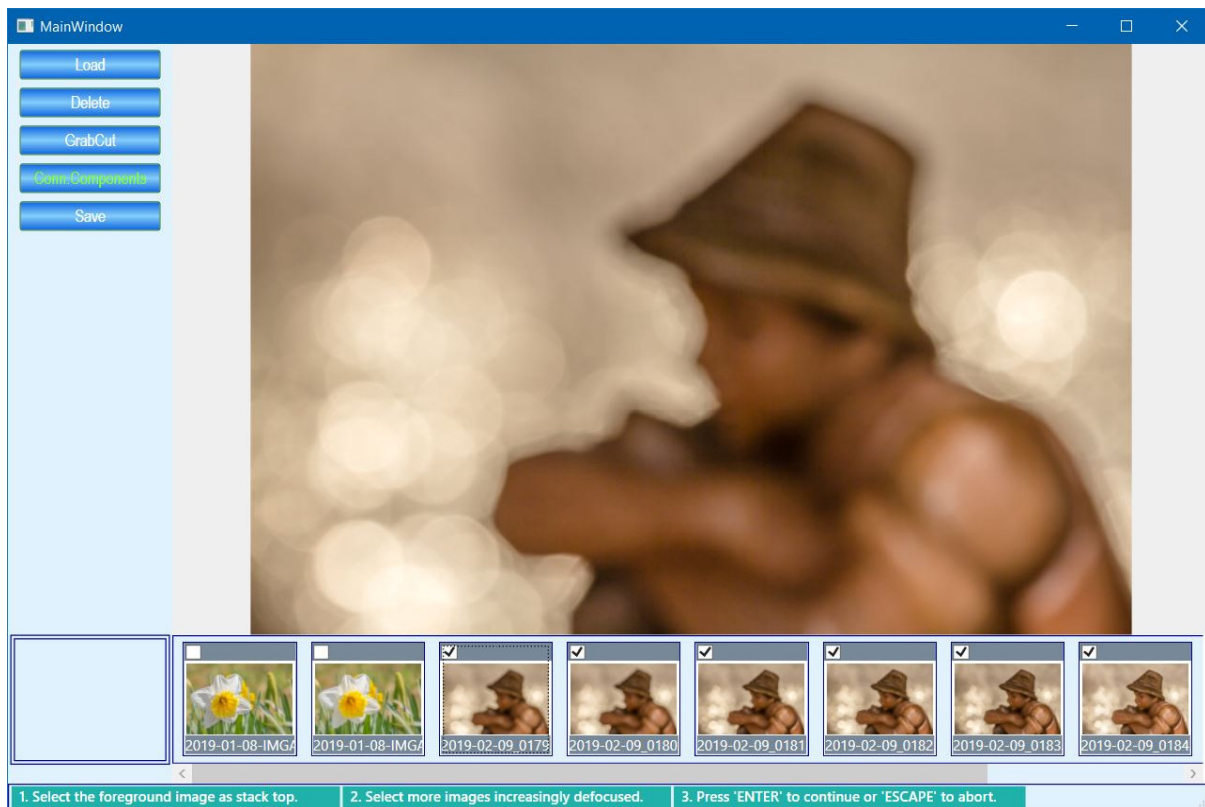 MainWindow
Load
Delete
GrabCut
Conn.Components
Save
2019-01-08-IMGA
2019-01-08-IMGA
2019-02-09_0179
2019-02-09_0180
2019-02-09_0181
2019-02-09_0182
2019-02-09_0183
2019-02-09_0184
1. Select the foreground image as stack top.
2. Select more images increasingly defocused.
3. Press 'ENTER' to continue or 'ESCAPE' to abort.